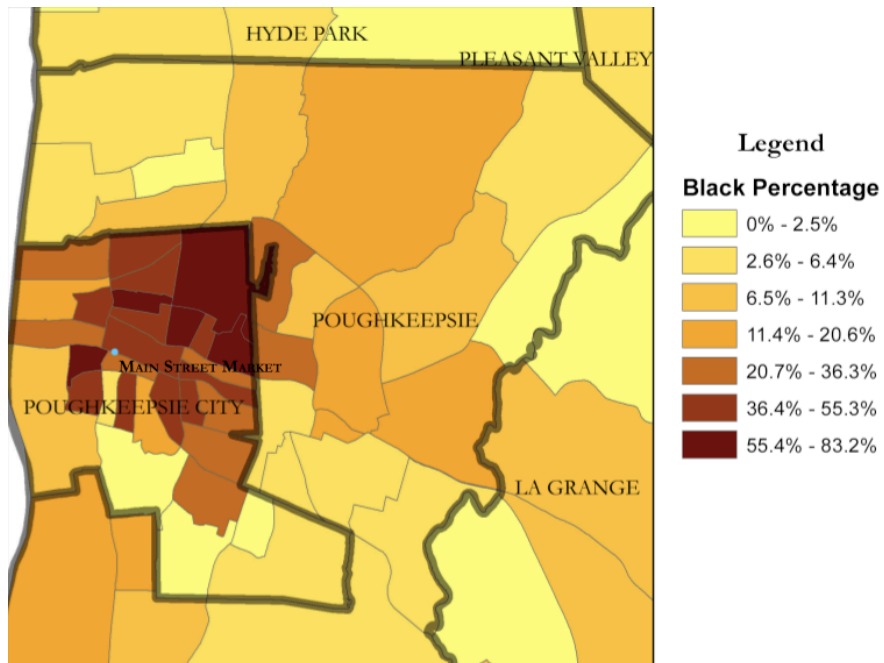 HYDE PARK
PLEASANT VALLEY
POUGHKEEPSIE
MAIN STREET MARKET
POUGHKEEPSIE CITY
LA GRANGE
Legend
Black Percentage
0% - 2.5%
2.6% - 6.4%
6.5% - 11.3%
11.4% - 20.6%
20.7% - 36.3%
36.4% - 55.3%
55.4% - 83.2%